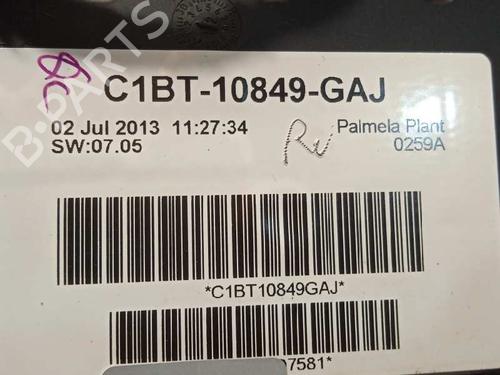 C1BT-10849-GAJ
02 Jul 2013 11:27:34
SW:07.05
Palmela Plant
0259A
*C1BT10849GAJ*
7581*
B-PARTS